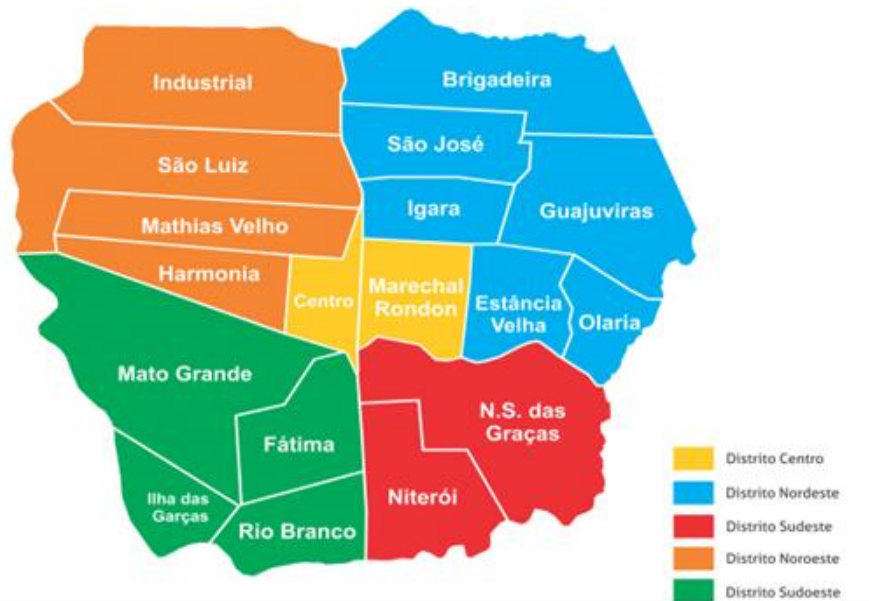 Industrial
Brigadeira
São José
São Luiz
Igara
Guajuviras
Mathias Velho
Harmonia
Centro
Marechal
Rondon
Estância
Velha
Olaria
Mato Grande
N.S. das
Graças
Fátima
Ilha das
Garças
Niterói
Rio Branco
Distrito Centro
Distrito Nordeste
Distrito Sudeste
Distrito Noroeste
Distrito Sudoeste